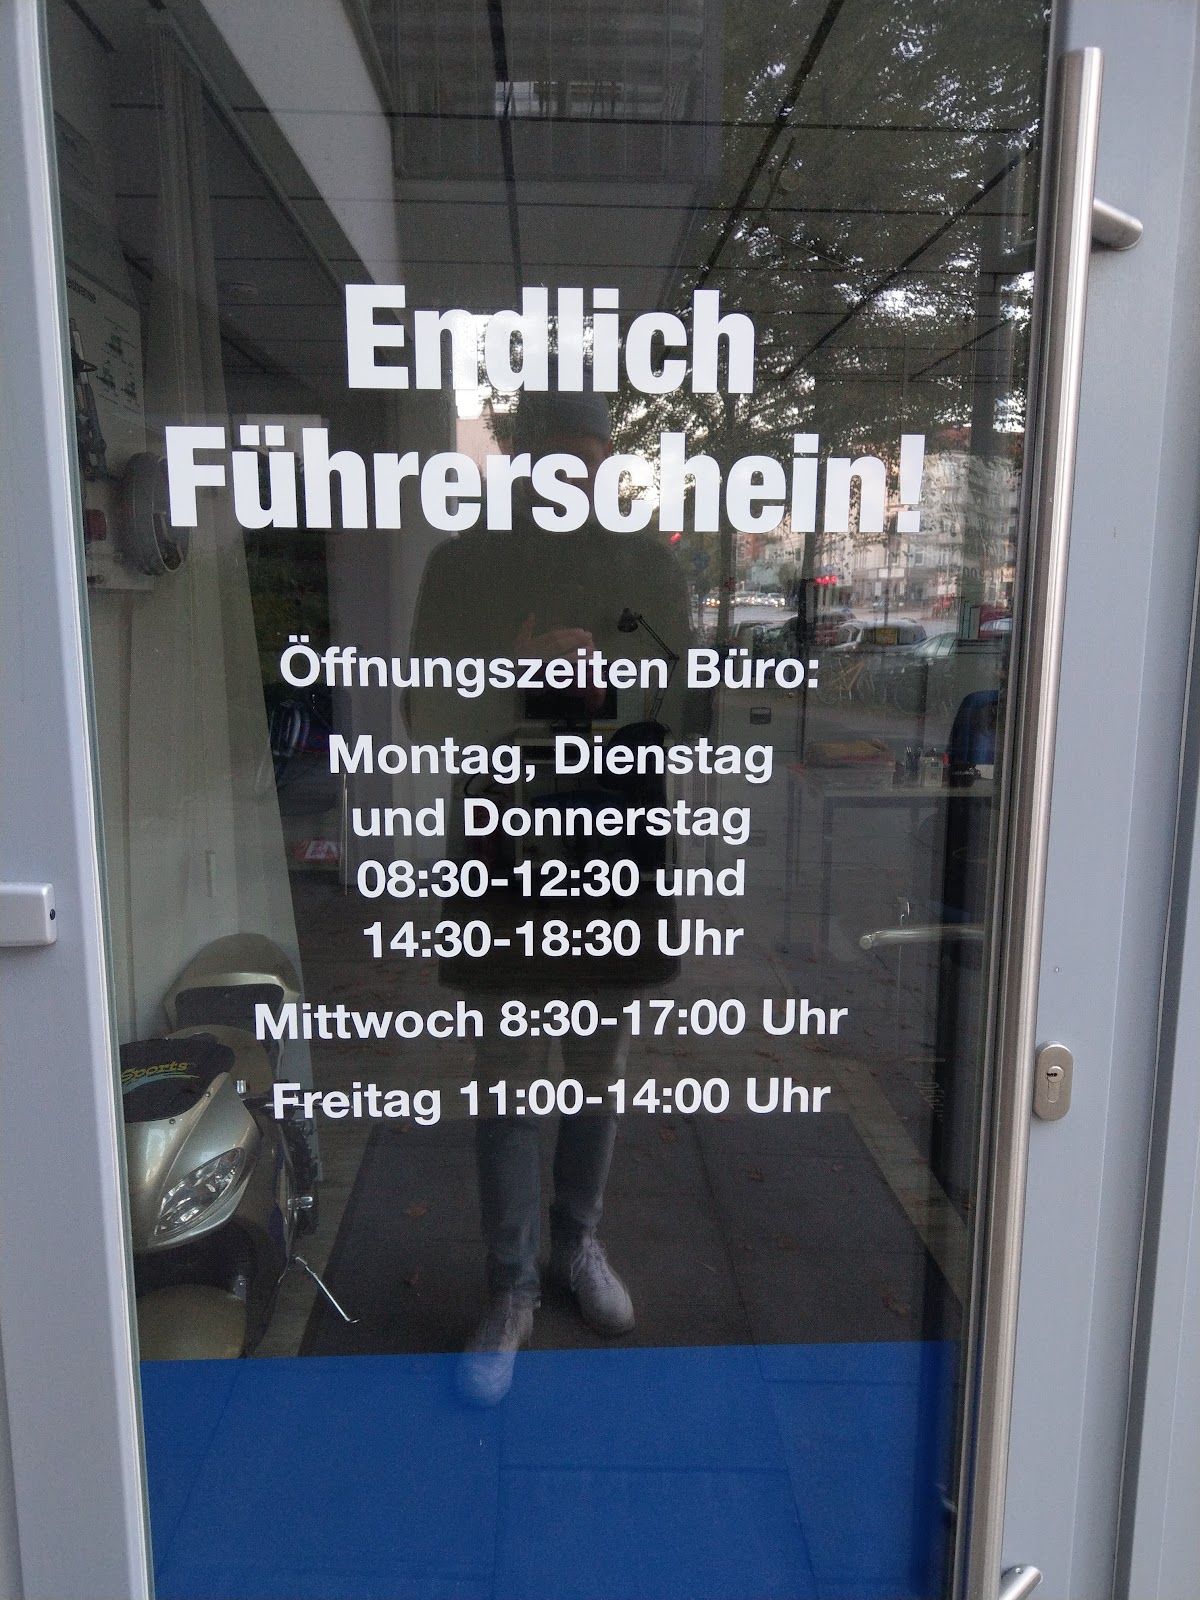 Endlich
Führerschein!
Öffnungszeiten Büro:
Montag, Dienstag
und Donnerstag
08:30-12:30 und
14:30-18:30 Uhr
Mittwoch 8:30-17:00 Uhr
Freitag 11:00-14:00 Uhr
Sports